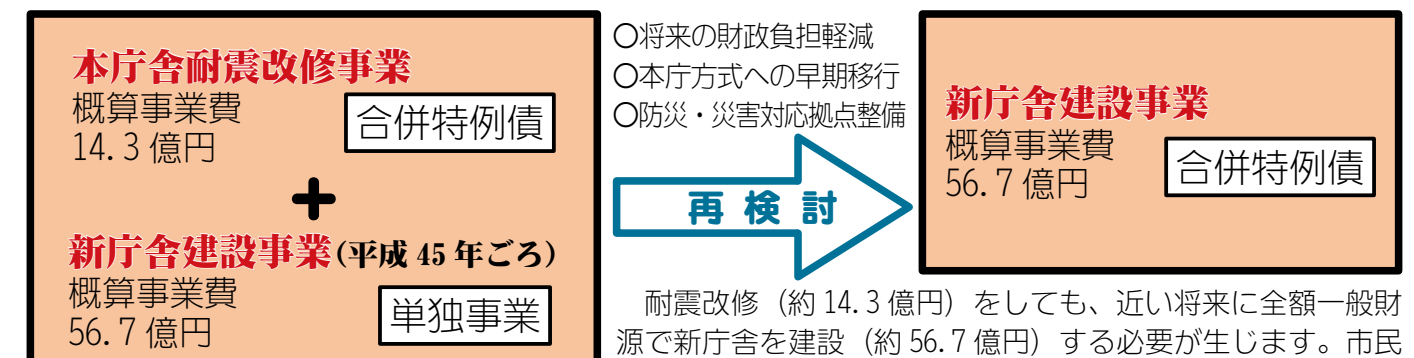 本庁舎耐震改修事業
概算事業費
14.3億円
合併特例債
+
新庁舎建設事業(平成45年ごろ)
概算事業費
56.7億円
単独事業
○将来の財政負担軽減
○本庁方式への早期移行
○防災・災害対応拠点整備
再検討
新庁舎建設事業
概算事業費
56.7億円
合併特例債
耐震改修（約14.3億円）をしても、近い将来に全額一般財
源で新庁舎を建設（約56.7億円）する必要が生じます。市民